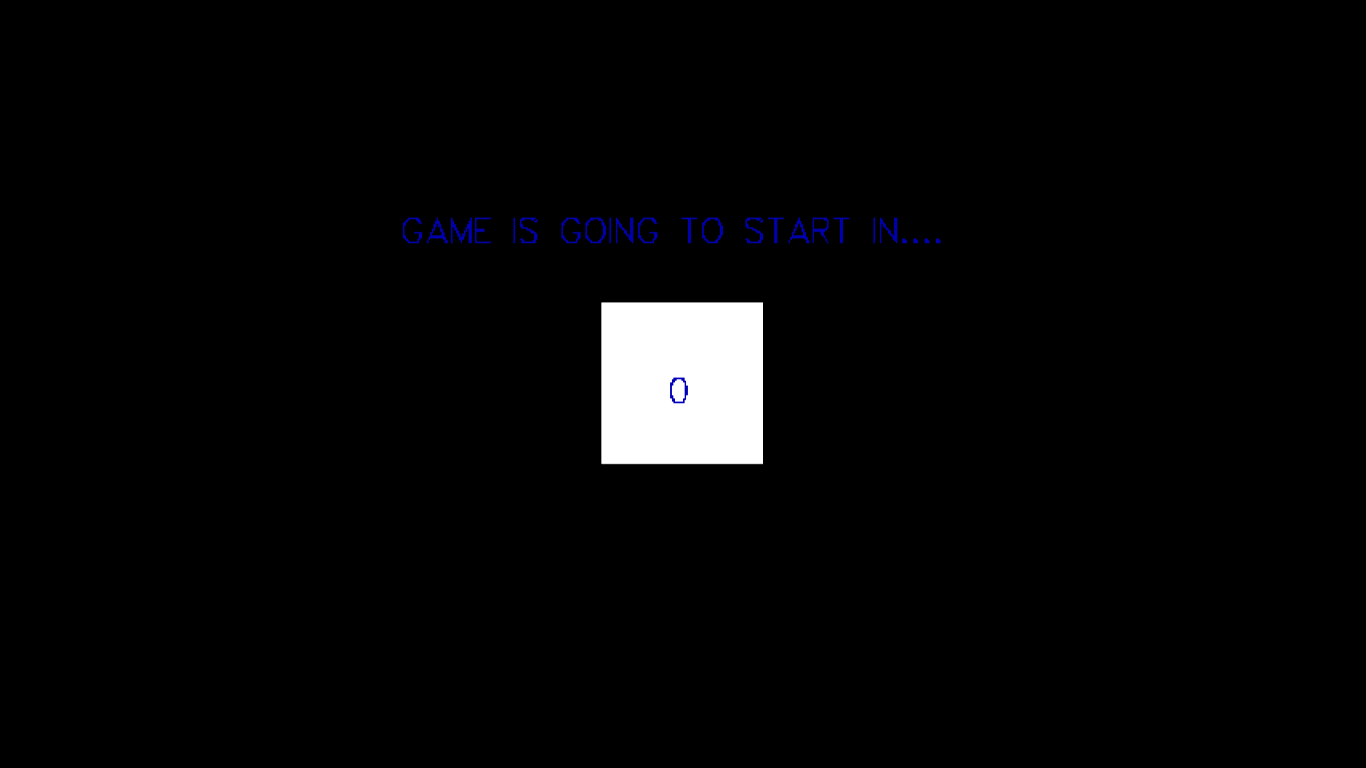 GAME IS GOING TO START IN....
0